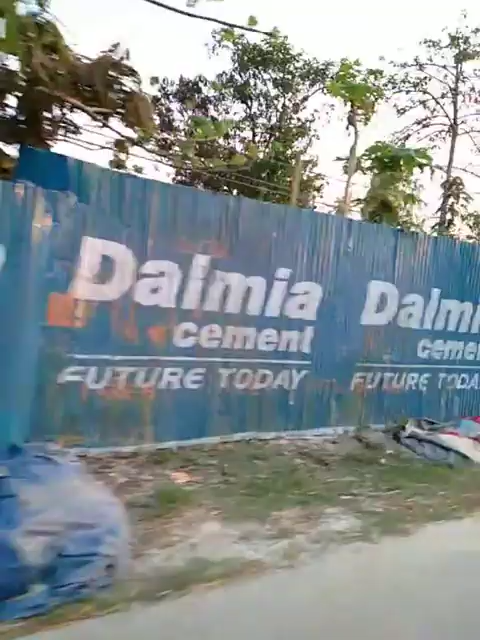 Dalmia
cement
FUTURE TODAY
Dalmi
cemen
FUTURE TODA